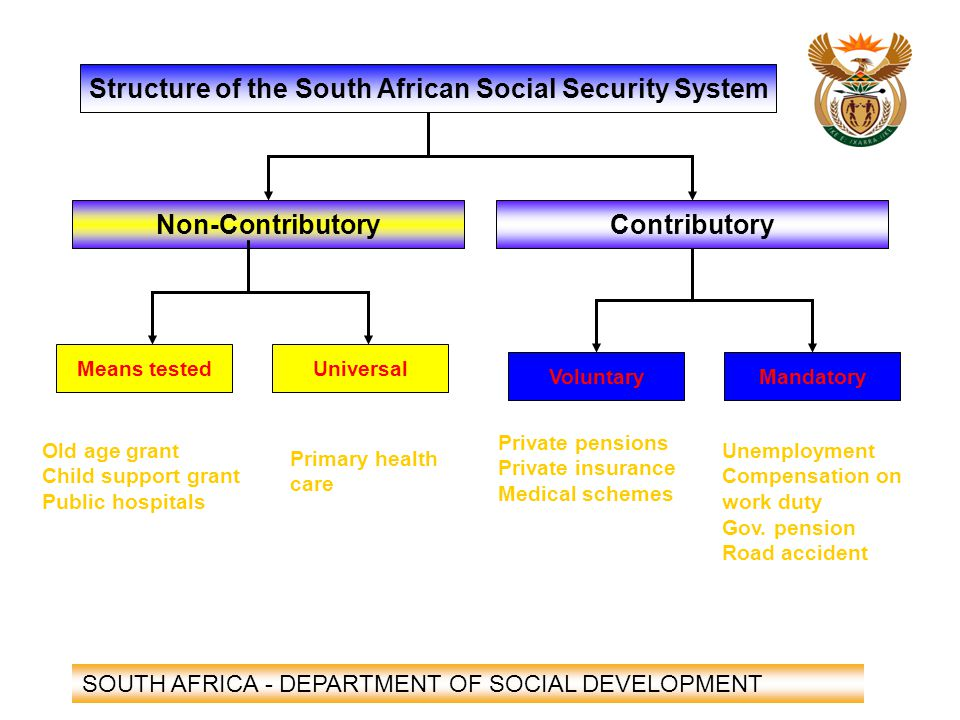 Structure of the South African Social Security System
Non-Contributory
Contributory
Means tested
Universal
Voluntary
Mandatory
Old age grant
Child support grant
Public hospitals
Primary health
care
Private pensions
Private insurance
Medical schemes
Unemployment
Compensation on
work duty
Gov. pension
Road accident
SOUTH AFRICA - DEPARTMENT OF SOCIAL DEVELOPMENT